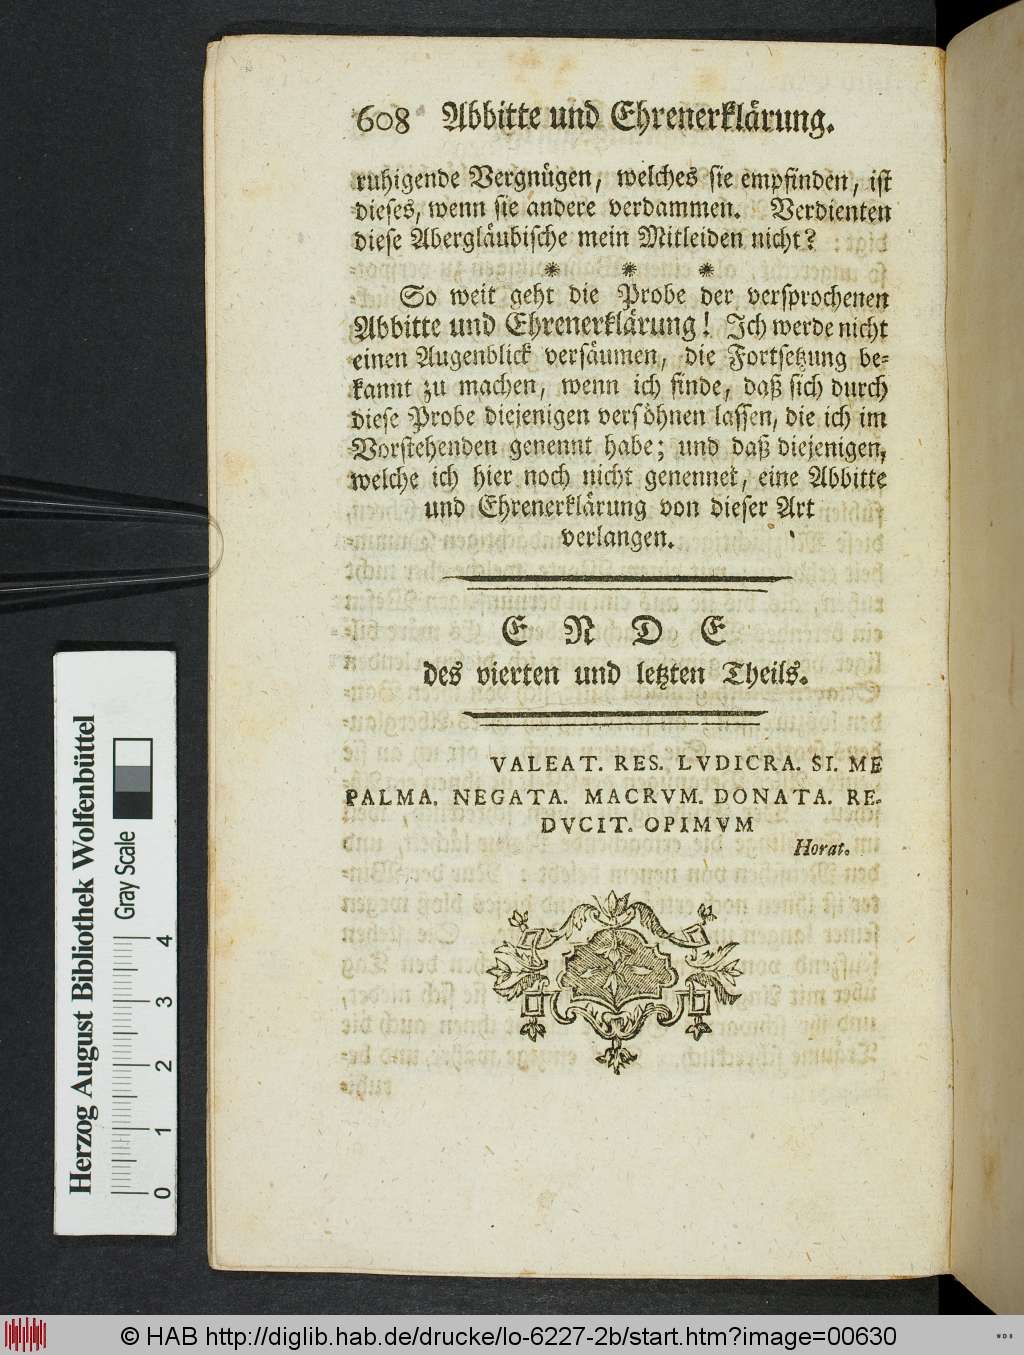 608 Abbitte und Ehrenerklärung.
ruhigende Vergnügen, welches sie empfinden, ist
dieses, wenn sie andere verdammen. Verdienten
diese Abergläubische mein Mitleiden nicht?
* * *
So weit geht die Probe der versprochenen
Abbitte und Ehrenerklärung! Ich werde nicht
einen Augenblick versäumen, die Fortsetzung be-
kannt zu machen, wenn ich finde, daß sich durch
diese Probe diejenigen versöhnen lassen, die ich im
Vorstehenden genennt habe; und daß diejenigen,
welche ich hier noch nicht genennet, eine Abbitte
und Ehrenerklärung von dieser Art
verlangen.
ENDE
des vierten und letzten Theils.
VALEAT. RES. LVDICRA. SI. ME
PALMA. NEGATA. MACRVM. DONATA. RE-
DVCIT. OPIMVM
Horat.
Herzog August Bibliothek Wolfenbüttel
Gray Scale
0 1 2 3 4
© HAB http://diglib.hab.de/drucke/lo-6227-2b/start.htm?image=00630